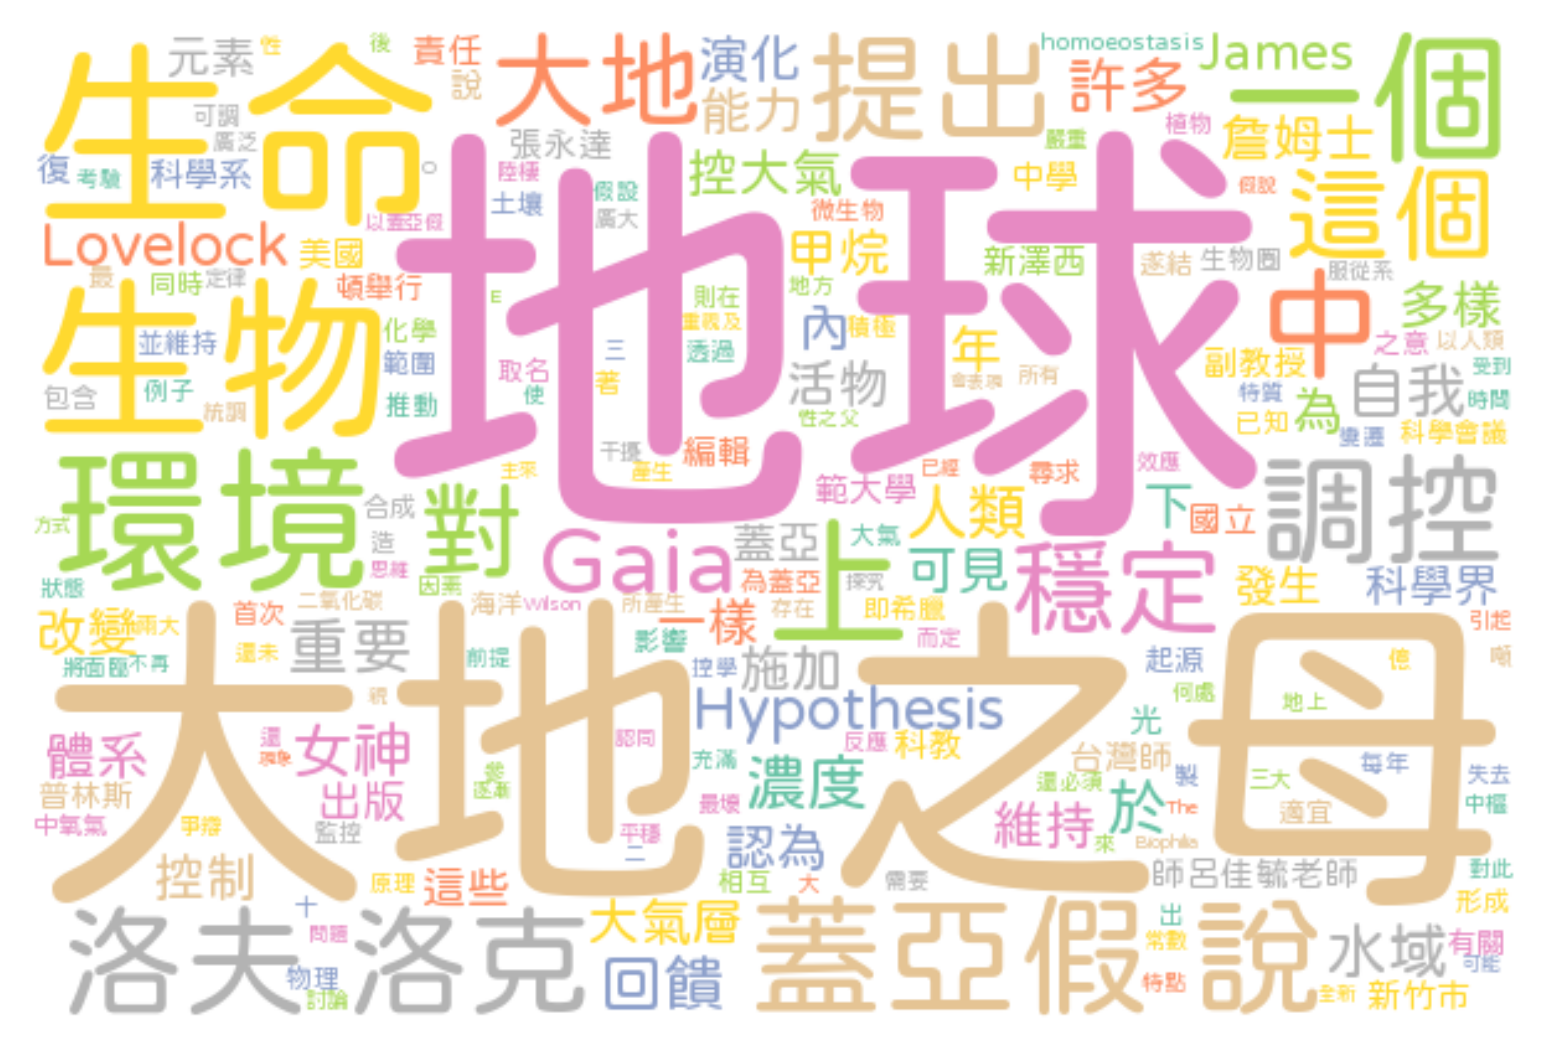 元素 性 後 責任 大地 演化 提出 homoeostasis James 一個
生命 說 能力 許多
可調 廣泛 張永達 嚴重 植物 詹姆士
復 考驗 科學系 。 陸棲 假設 控大氣 中學 假說 這個
以蓋亞假 土壤 廣大 微生物
Lovelock 美國 甲烷 新澤西 遂結 生物圈 服從系
最 同時 定律 頓舉行 地球 地方 中 多樣
生物 並維持 化學 E 則在 重視及 內 積極 年 之意 以人類
範圍 三 透過 副教授 受到
包含 例子 統調 推動 取名 使 著 活物 會表現 所有 特質 為 自我 時間
性之父 已知 變遷 科學會議
環境 主來 干擾 產生 編輯 已經 尋求 效應
方式 合成 對 範大學 人類 下 國立 調控
造 思維 因素 Gaia 蓋亞 上 大氣 可見 穩定
狀態 為蓋亞 探究 發生 科學界
改變 兩大 首次 二氧化碳 海洋 Wilson 所產生 存在 即希臘 引起
一樣 而定
將面臨 不再 還未 重要 前提 影響 控學 施加 起源 何處 億 噸
大地之母
視 Hypothesis 地上
體系 還 現象 女神 認同 反應 科教 光 台灣師 每年 失去
普林斯 出版 參 逐漸 充滿 濃度 還必須 製 三大
中氧氣 爭辯 監控 最壞 平穩 維持 於 The 適宜 中樞
二 認為 來 Biophilia
控制 原理 這些 相互 大 需要 師呂佳毓老師 對此
洛夫洛克 十 大氣層 蓋亞假說 出 形成
問題 常數 水域 有關
物理 討論 回饋 特點 全新 新竹市 可能